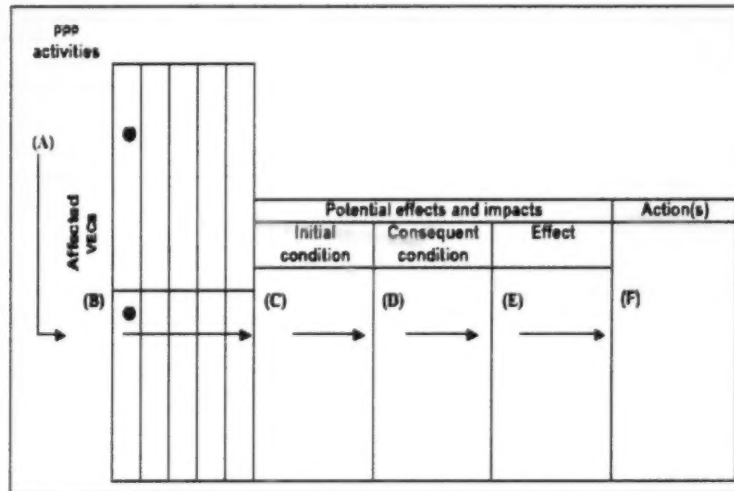 PPP
activities
(A)
Affected
VECs
Potential effects and impacts
Action(s)
Initial
condition
Consequent
condition
Effect
(B)
(C)
(D)
(E)
(F)